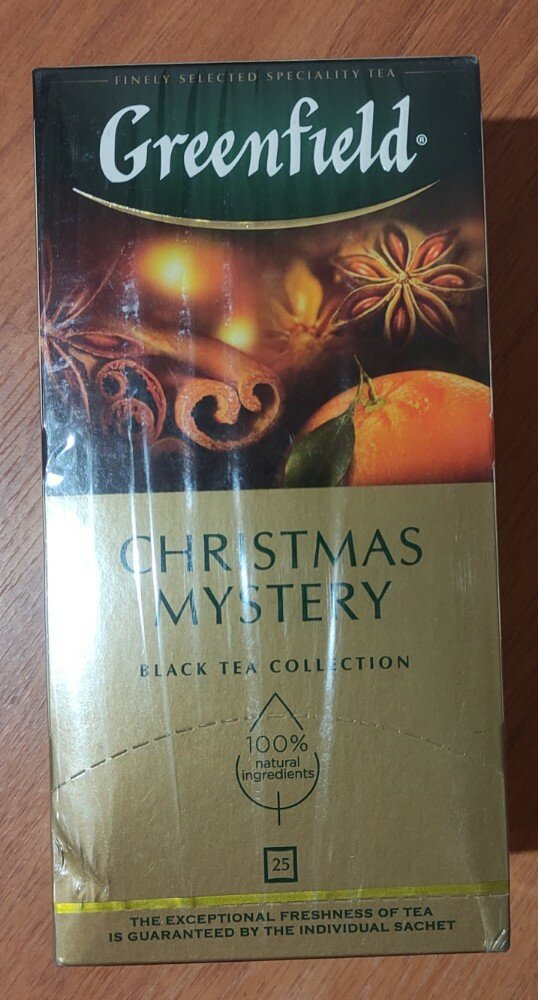 FINELY SELECTED SPECIALITY TEA
Greenfield®
CHRISTMAS
MYSTERY
BLACK TEA COLLECTION
100%
natural
ingredients
25
THE EXCEPTIONAL FRESHNESS OF TEA
IS GUARANTEED BY THE INDIVIDUAL SACHET